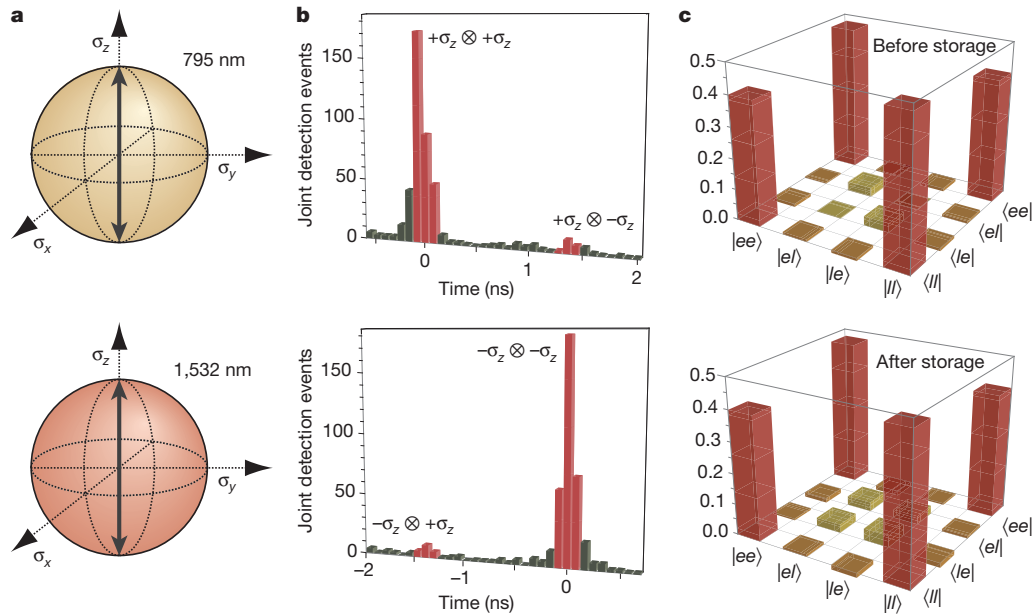 a
σz
795 nm
σy
σx
b
Joint detection events
150
100
50
0
+σz ⊗ +σz
+σz ⊗ −σz
0
1
2
Time (ns)
c
Before storage
0.5
0.4
0.3
0.2
0.1
0.0
|ee⟩
|el⟩
|le⟩
|ll⟩
⟨ll|
⟨le|
⟨el|
⟨ee|
σz
1,532 nm
σy
σx
Joint detection events
150
100
50
0
−σz ⊗ −σz
−σz ⊗ +σz
−2
−1
0
Time (ns)
After storage
0.5
0.4
0.3
0.2
0.1
0.0
|ee⟩
|el⟩
|le⟩
|ll⟩
⟨ll|
⟨le|
⟨el|
⟨ee|